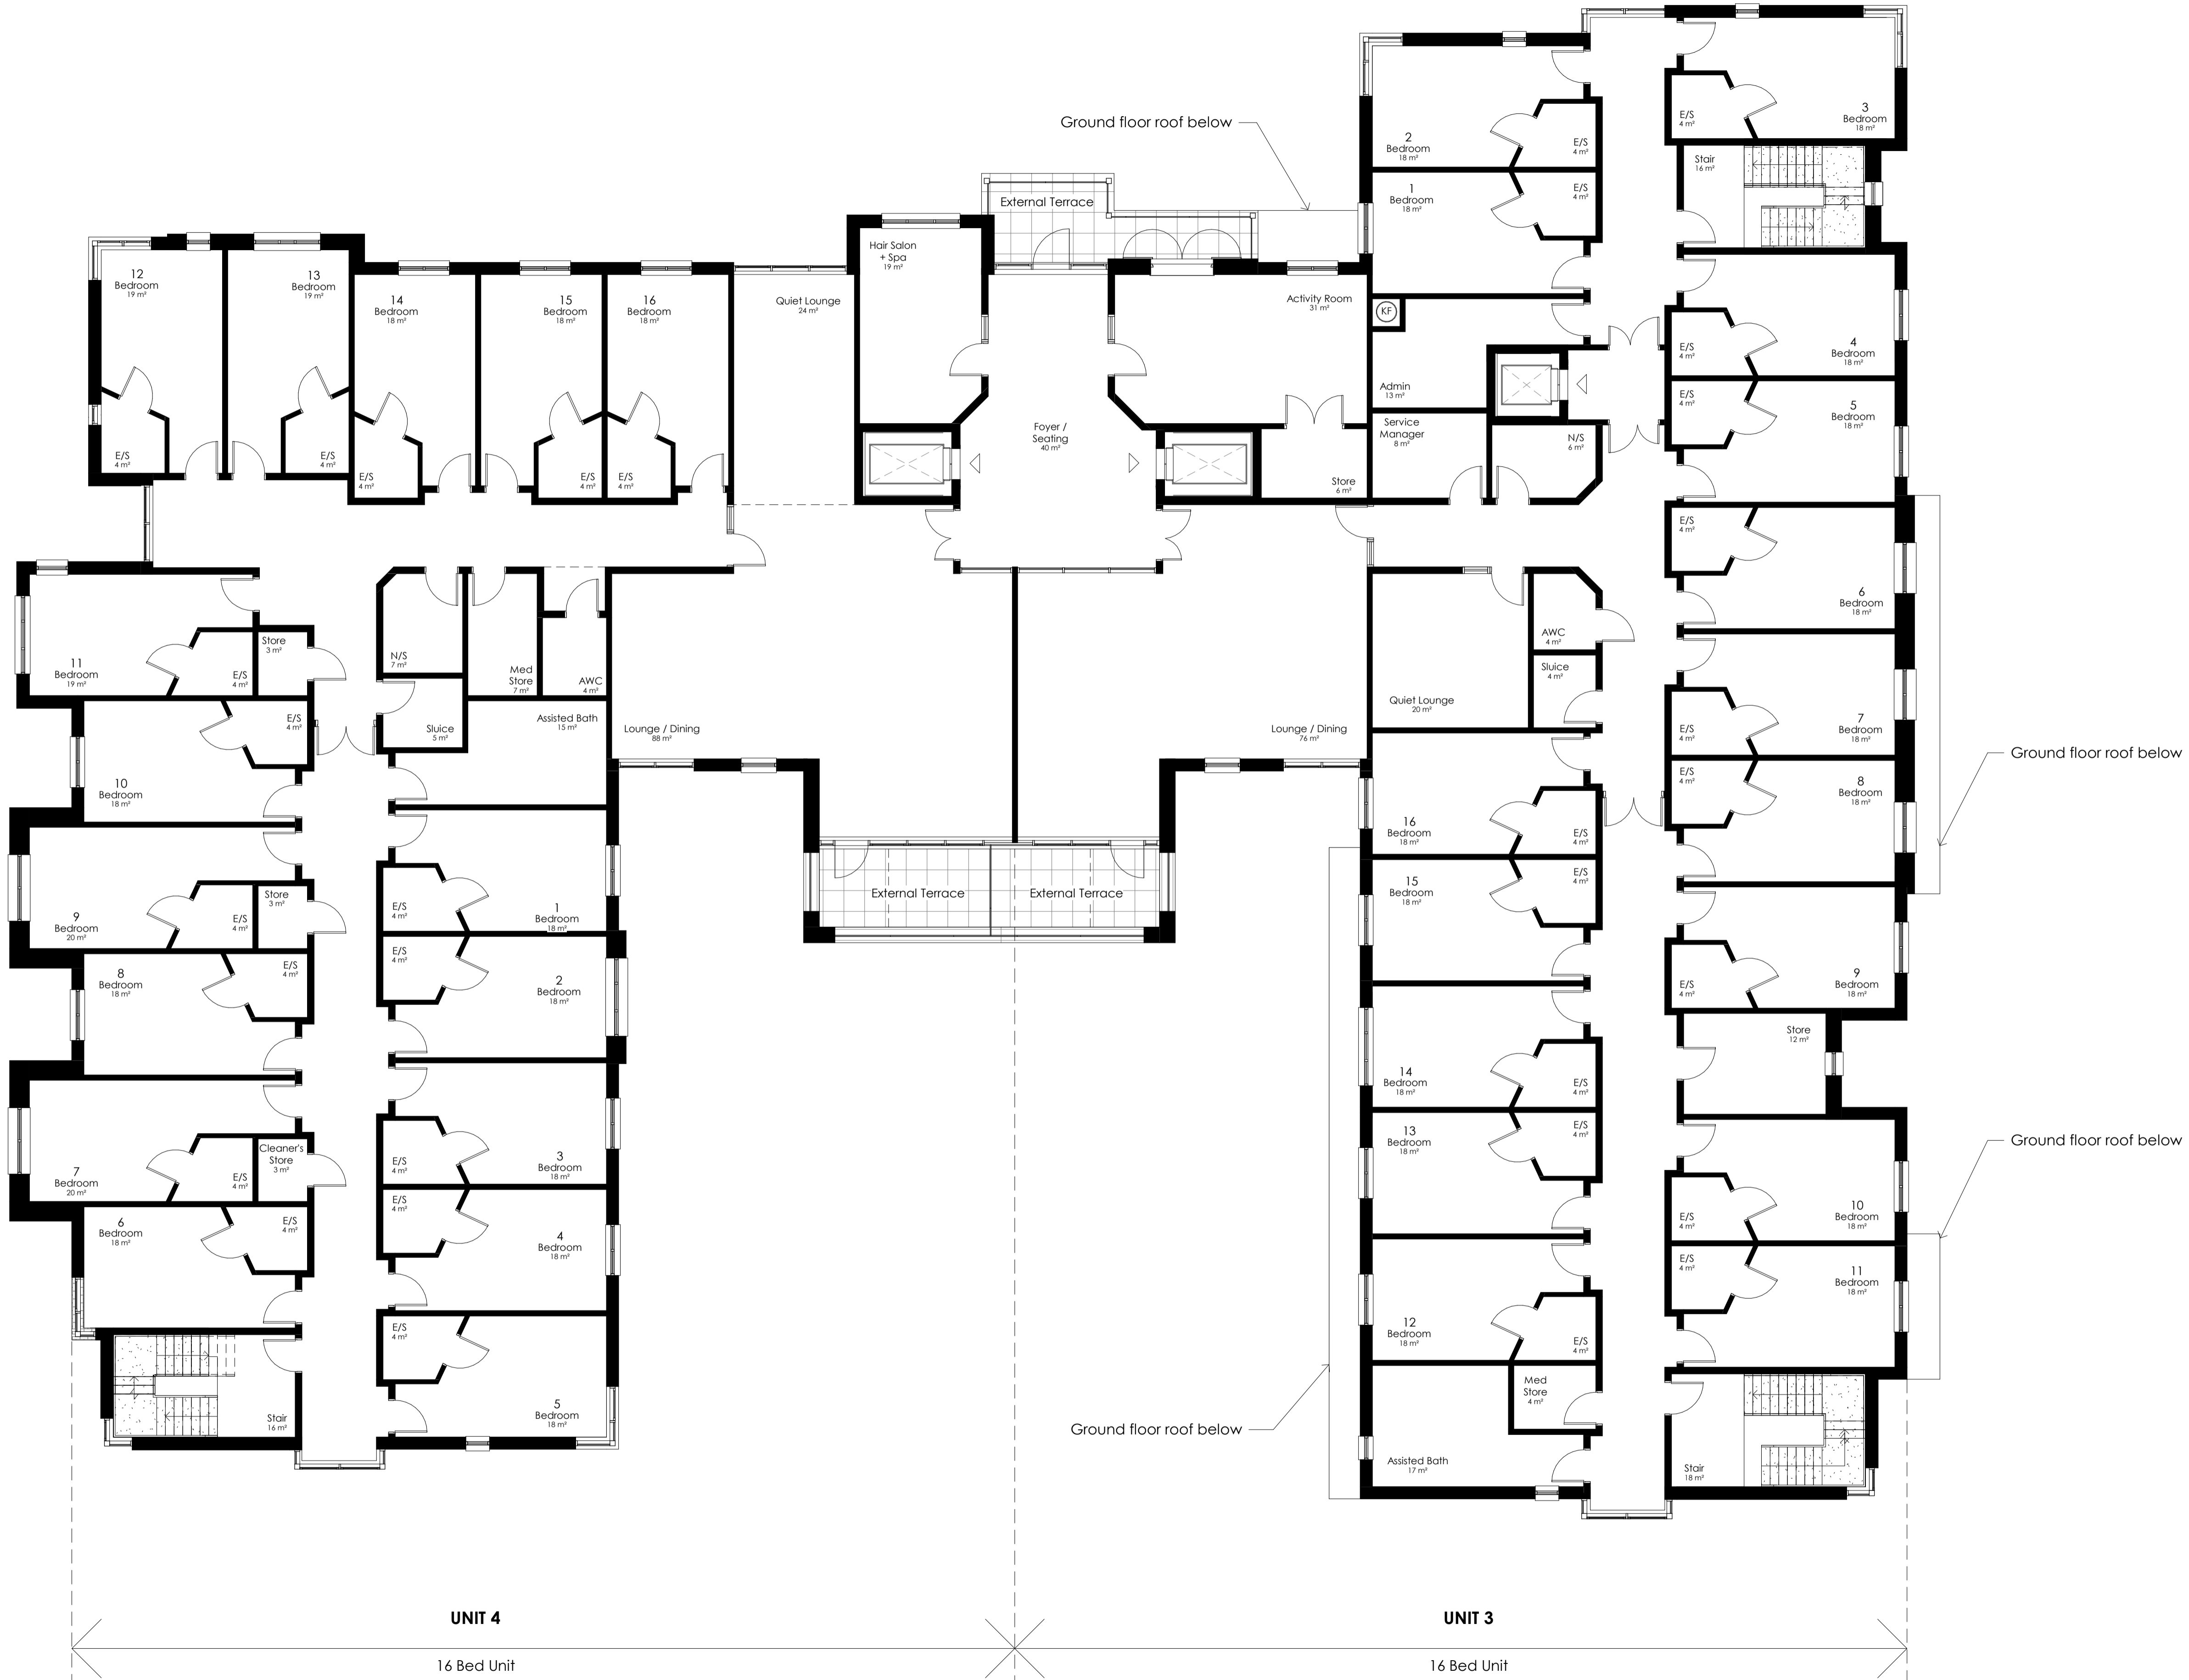 Ground floor roof below
External Terrace
2
Bedroom
18 m²
E/S
4 m²
3
Bedroom
18 m²
E/S
4 m²
1
Bedroom
18 m²
E/S
4 m²
Stair
16 m²
12
Bedroom
19 m²
E/S
4 m²
13
Bedroom
19 m²
E/S
4 m²
14
Bedroom
18 m²
E/S
4 m²
15
Bedroom
18 m²
E/S
4 m²
16
Bedroom
18 m²
E/S
4 m²
Quiet Lounge
24 m²
Hair Salon
+ Spa
19 m²
Foyer /
Seating
40 m²
Activity Room
31 m²
Store
6 m²
KF
Admin
13 m²
Service
Manager
8 m²
N/S
6 m²
4
Bedroom
18 m²
E/S
4 m²
5
Bedroom
18 m²
E/S
4 m²
6
Bedroom
18 m²
E/S
4 m²
7
Bedroom
18 m²
E/S
4 m²
8
Bedroom
18 m²
E/S
4 m²
9
Bedroom
18 m²
E/S
4 m²
Store
12 m²
10
Bedroom
18 m²
E/S
4 m²
11
Bedroom
18 m²
E/S
4 m²
Stair
18 m²
Ground floor roof below
Ground floor roof below
11
Bedroom
19 m²
E/S
4 m²
Store
3 m²
N/S
7 m²
Med
Store
7 m²
AWC
4 m²
Sluice
5 m²
Assisted Bath
15 m²
Lounge / Dining
88 m²
Lounge / Dining
76 m²
Quiet Lounge
20 m²
AWC
4 m²
Sluice
4 m²
10
Bedroom
18 m²
E/S
4 m²
9
Bedroom
20 m²
E/S
4 m²
Store
3 m²
8
Bedroom
18 m²
E/S
4 m²
7
Bedroom
20 m²
E/S
4 m²
Cleaner's
Store
3 m²
6
Bedroom
18 m²
E/S
4 m²
Stair
16 m²
1
Bedroom
18 m²
E/S
4 m²
2
Bedroom
18 m²
E/S
4 m²
3
Bedroom
18 m²
E/S
4 m²
4
Bedroom
18 m²
E/S
4 m²
5
Bedroom
18 m²
E/S
4 m²
External Terrace
External Terrace
16
Bedroom
18 m²
E/S
4 m²
15
Bedroom
18 m²
E/S
4 m²
14
Bedroom
18 m²
E/S
4 m²
13
Bedroom
18 m²
E/S
4 m²
12
Bedroom
18 m²
E/S
4 m²
Med
Store
4 m²
Assisted Bath
17 m²
Ground floor roof below
UNIT 4
16 Bed Unit
UNIT 3
16 Bed Unit